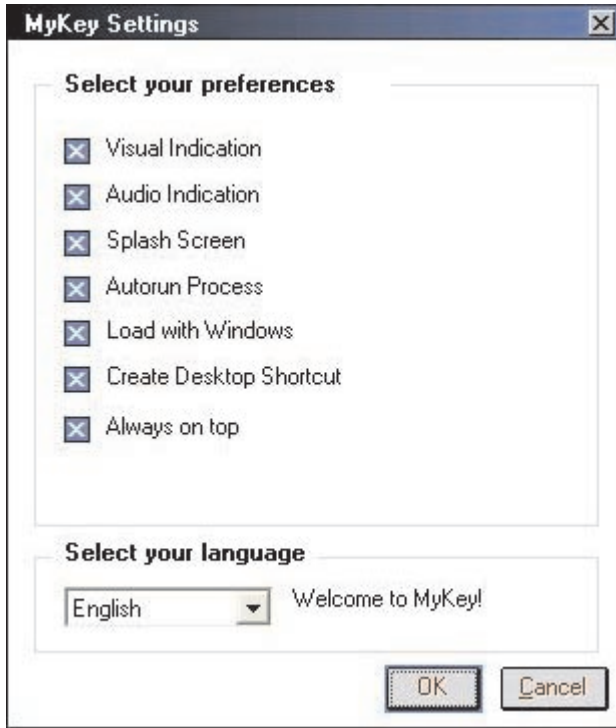 MyKey Settings
Select your preferences
Visual Indication
Audio Indication
Splash Screen
Autorun Process
Load with Windows
Create Desktop Shortcut
Always on top
Select your language
English
Welcome to MyKey!
OK
Cancel